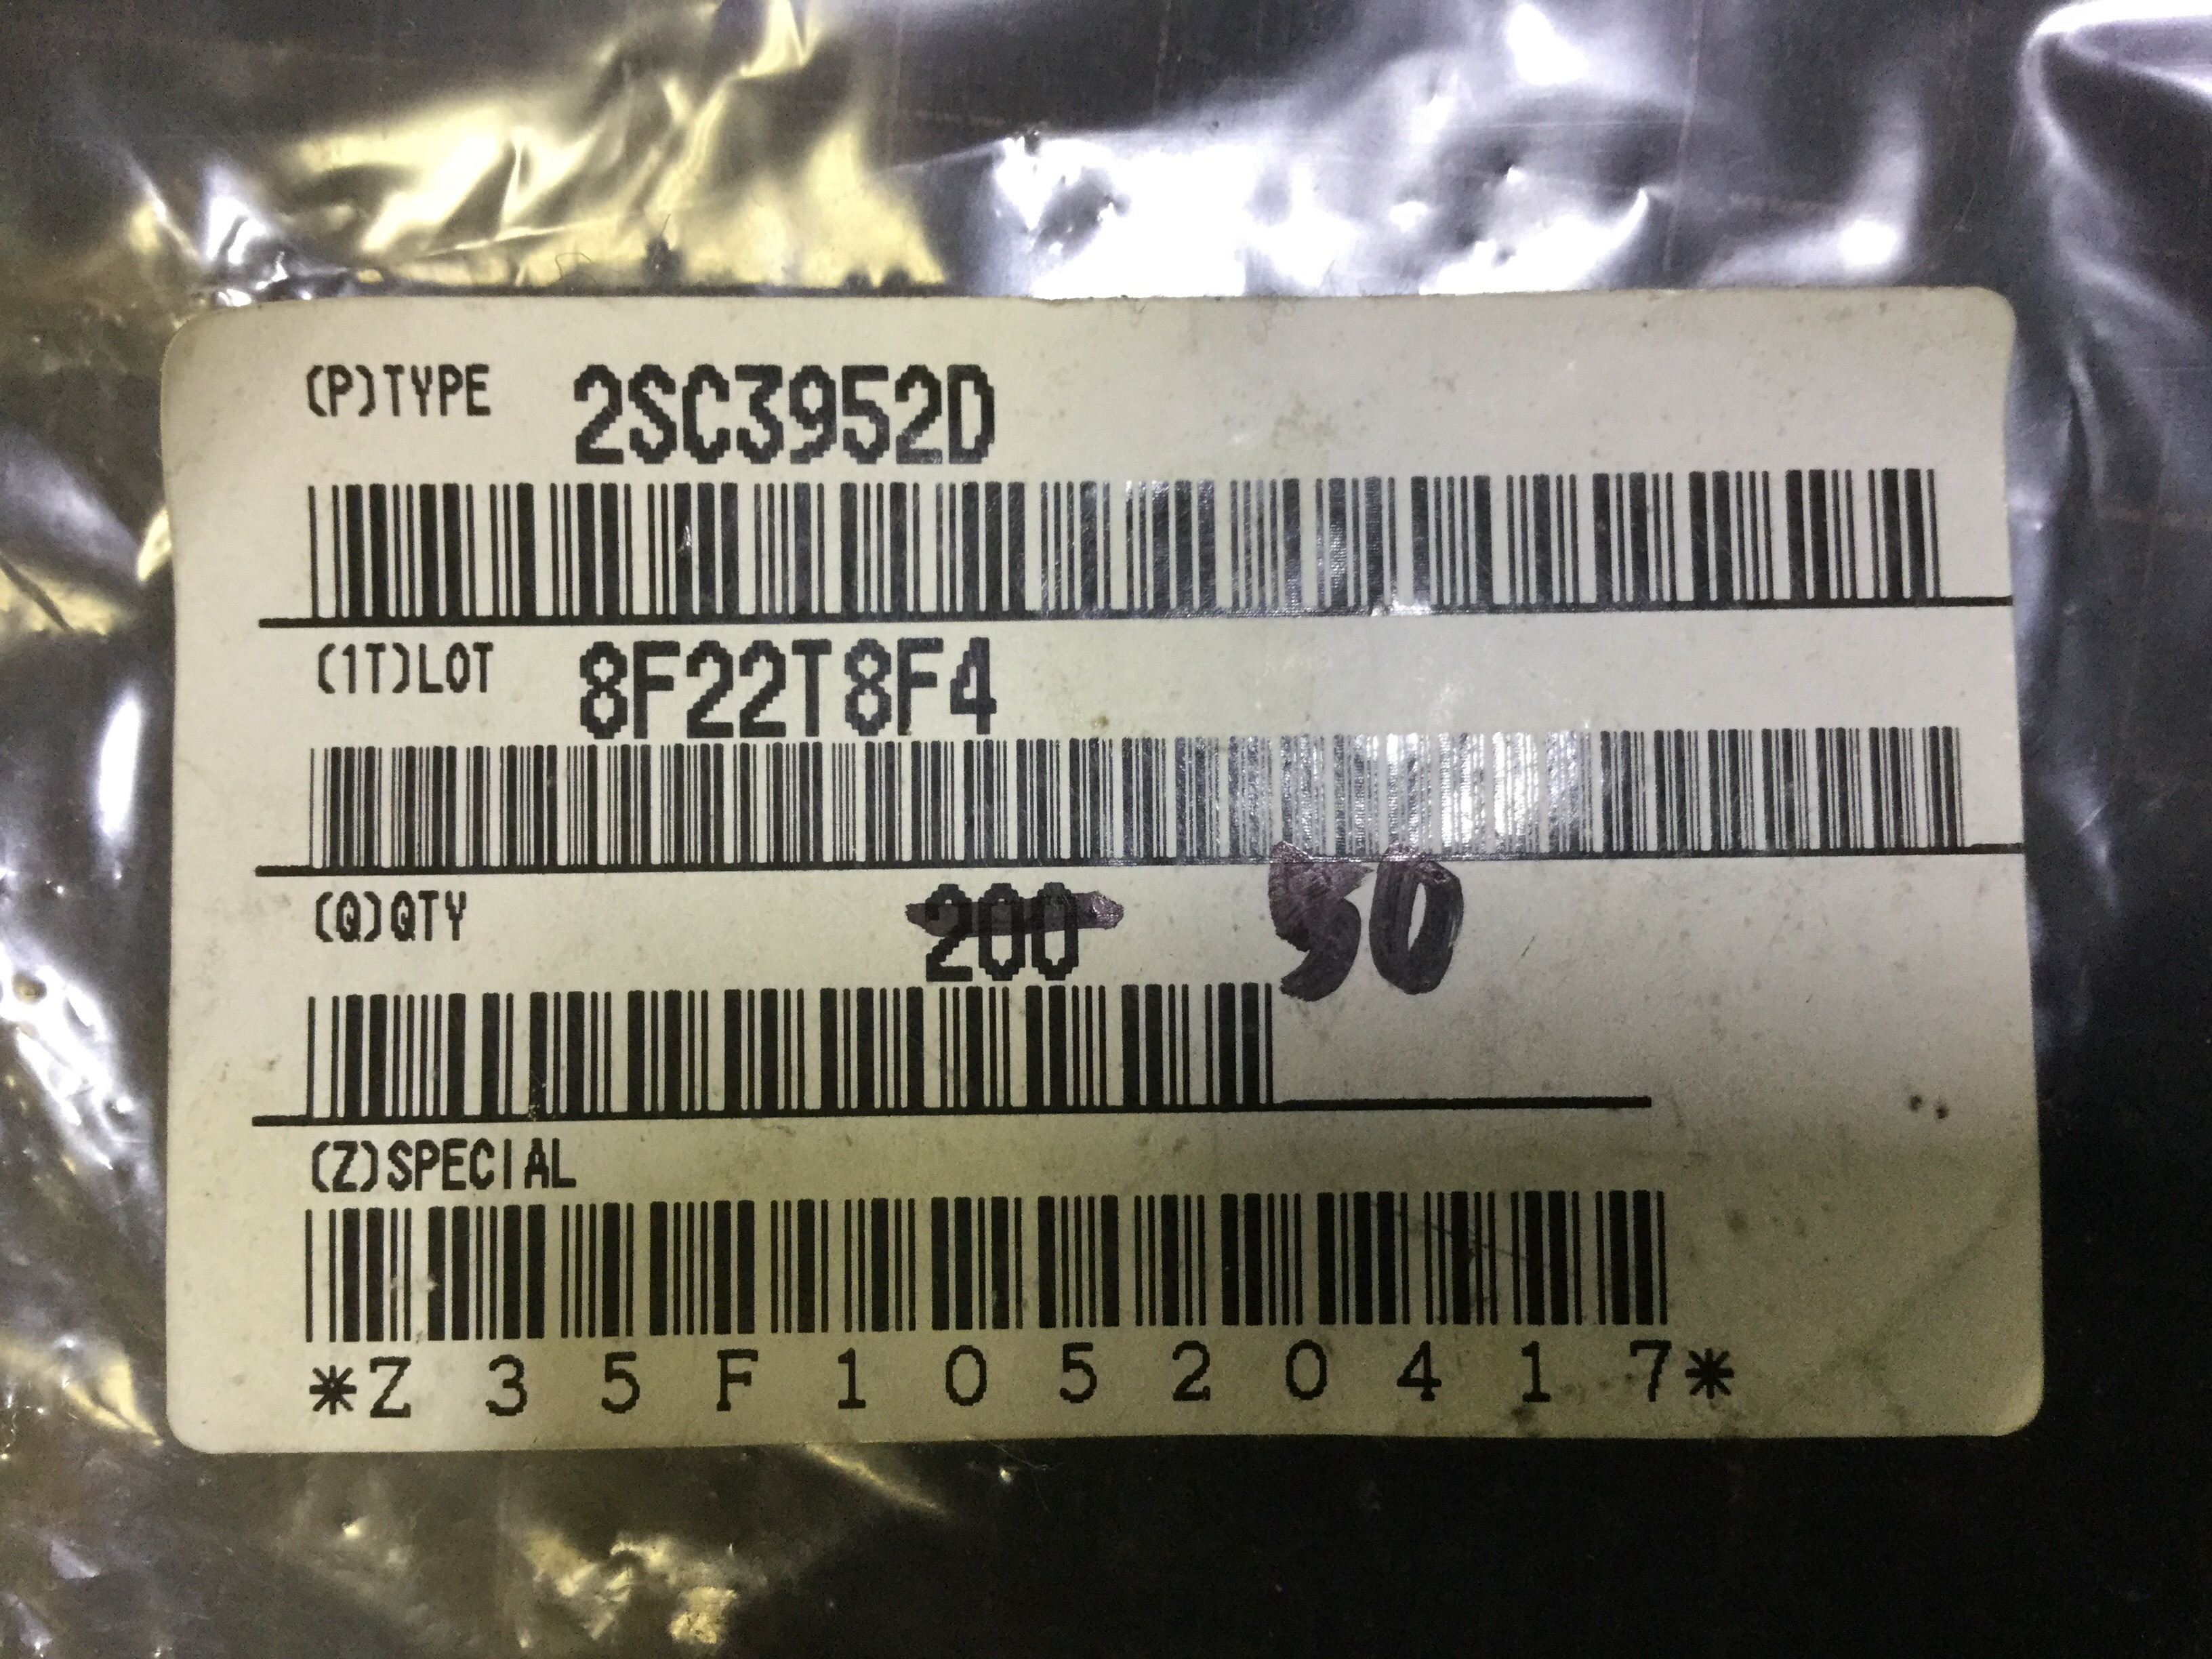 (P)TYPE 2SC3952D
(1T)LOT 8F22T8F4
(Q)QTY 200 50
(Z)SPECIAL
*Z35F10520417*